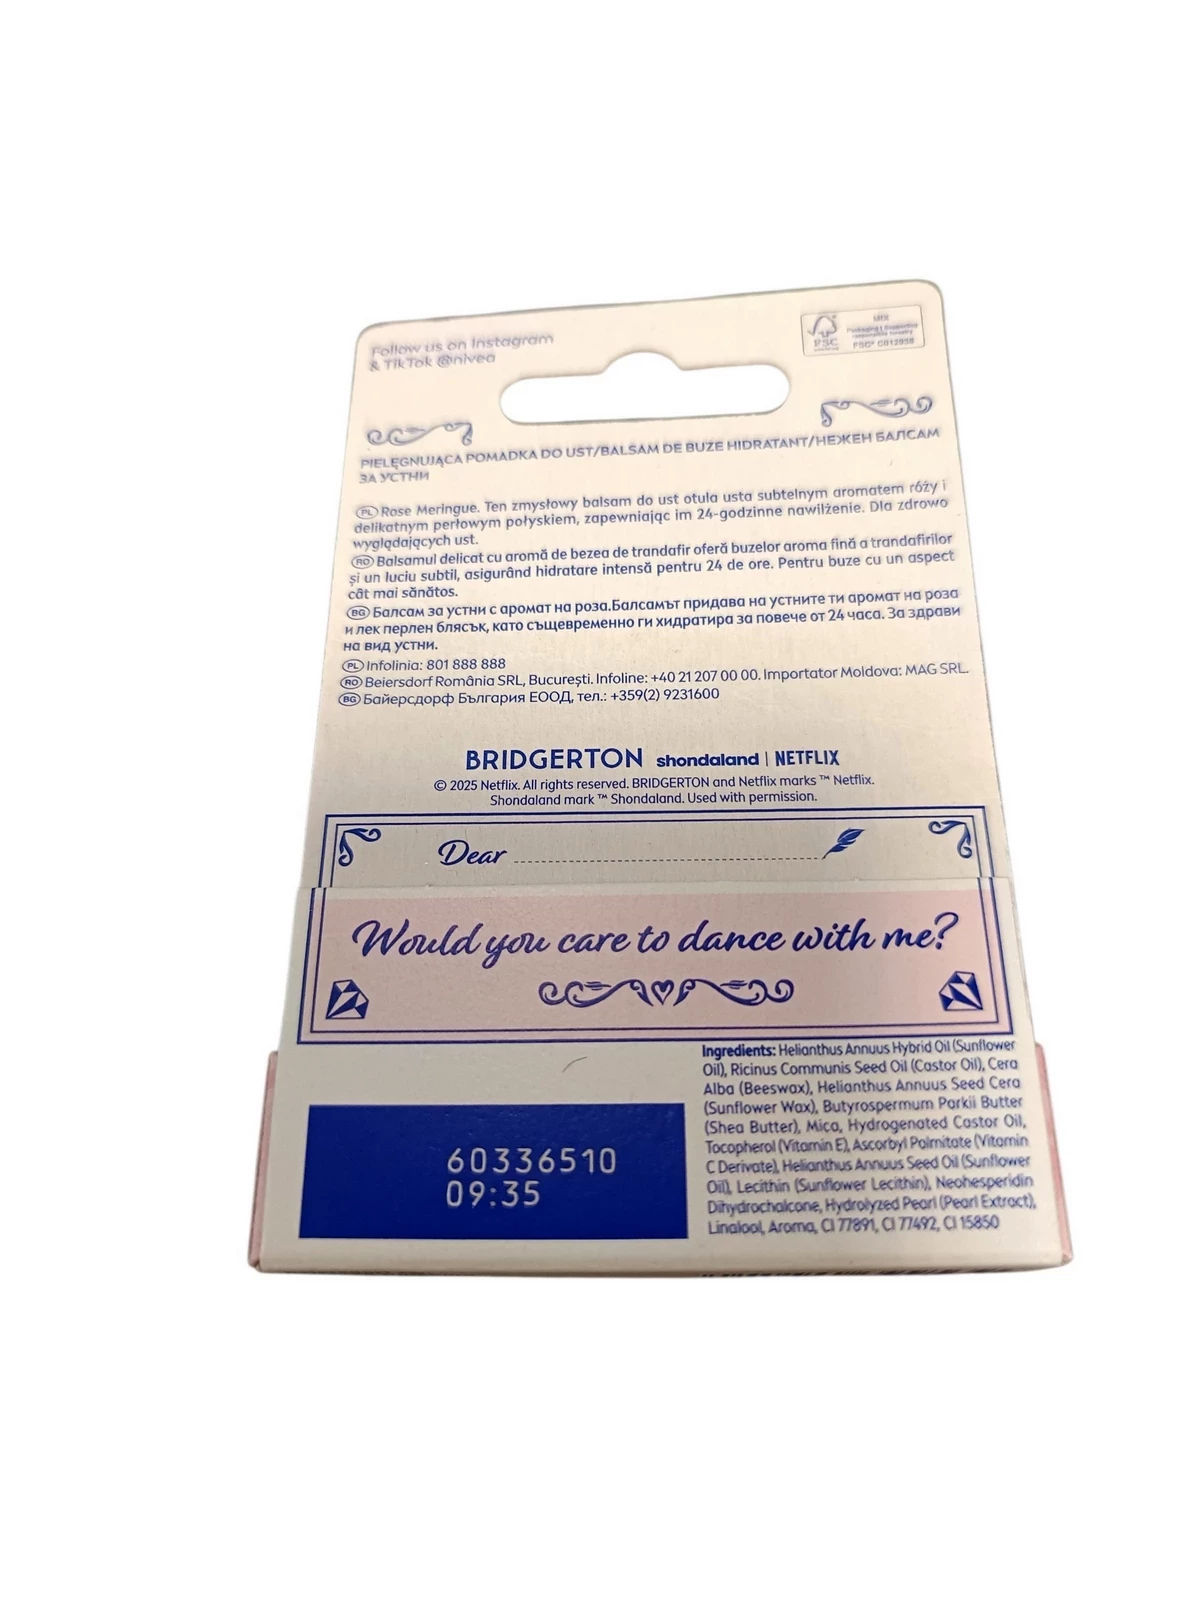 Follow us on Instagram
& TikTok @nivea
FSC
MIX
Packaging | Supporting
responsible forestry
FSC® C012938
PIELĘGNUJĄCA POMADKA DO UST/BALSAM DE BUZE HIDRATANT/НЕЖЕН БАЛСАМ
ЗА УСТНИ
PL Rose Meringue. Ten zmysłowy balsam do ust otula usta subtelnym aromatem róży i
delikatnym perłowym połyskiem, zapewniając im 24-godzinne nawilżenie. Dla zdrowo
wyglądających ust.
RO Balsamul delicat cu aromă de bezea de trandafir oferă buzelor aroma fină a trandafirilor
și un luciu subtil, asigurând hidratare intensă pentru 24 de ore. Pentru buze cu un aspect
cât mai sănătos.
BG Балсам за устни с аромат на роза.Балсамът придава на устните ти аромат на роза
и лек перлен блясък, като същевременно ги хидратира за повече от 24 часа. За здрави
на вид устни.
PL Infolinia: 801 888 888
RO Beiersdorf România SRL, București. Infoline: +40 21 207 00 00. Importator Moldova: MAG SRL.
BG Байерсдорф България ЕООД, тел.: +359(2) 9231600
BRIDGERTON shondaland | NETFLIX
© 2025 Netflix. All rights reserved. BRIDGERTON and Netflix marks ™ Netflix.
Shondaland mark ™ Shondaland. Used with permission.
Dear
Would you care to dance with me?
Ingredients: Helianthus Annuus Hybrid Oil (Sunflower
Oil), Ricinus Communis Seed Oil (Castor Oil), Cera
Alba (Beeswax), Helianthus Annuus Seed Cera
(Sunflower Wax), Butyrospermum Parkii Butter
(Shea Butter), Mica, Hydrogenated Castor Oil,
Tocopherol (Vitamin E), Ascorbyl Palmitate (Vitamin
C Derivate), Helianthus Annuus Seed Oil (Sunflower
Oil), Lecithin (Sunflower Lecithin), Neohesperidin
Dihydrochalcone, Hydrolyzed Pearl (Pearl Extract),
Linalool, Aroma, CI 77891, CI 77492, CI 15850
60336510
09:35